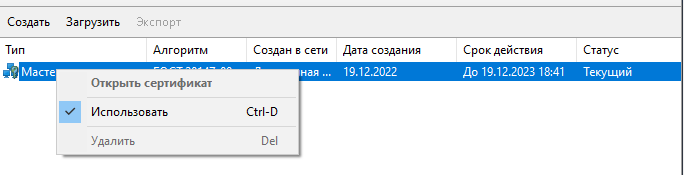 Создать Загрузить Экспорт
Тип Алгоритм Создан в сети Дата создания Срок действия Статус
19.12.2022 До 19.12.2023 18:41 Текущий
Открыть сертификат
Использовать Ctrl-D
Удалить Del